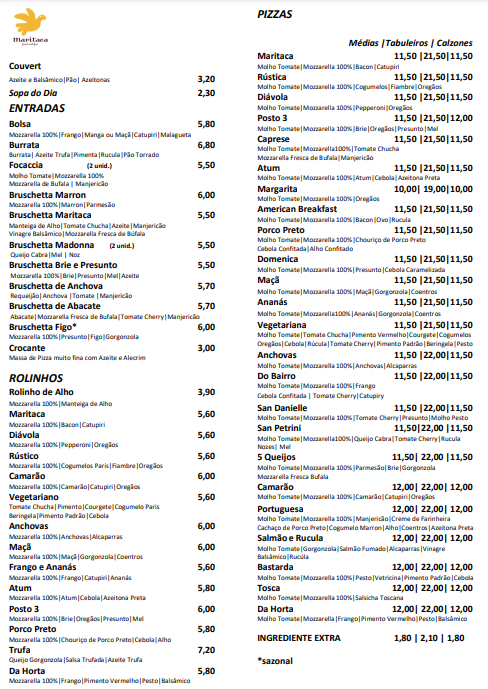 Maritaca
Couvert
Azeite e Balsâmico|Pão| Azeitonas 3,20
Sopa do Dia 2,30
ENTRADAS
Bolsa 5,80
Mozzarella 100%|Frango|Manga ou Maçã|Catupiri|Malagueta
Burrata 6,80
Burrata| Azeite Trufa|Pimenta|Rucula|Pão Torrado
Focaccia (2 unid.) 5,50
Molho Tomate|Mozzarella 100%
Mozzarella de Bufala | Manjericão
Bruschetta Marron 6,00
Mozzarella 100%|Marron|Parmesão
Bruschetta Maritaca 5,50
Manteiga de Alho|Tomate Chucha|Azeite|Manjericão
Vinagre Balsâmico|Mozzarella Fresca de Búfala
Bruschetta Madonna (2 unid.) 5,50
Queijo Cabra|Mel | Noz
Bruschetta Brie e Presunto 5,50
Mozzarella 100%|Brie|Presunto|Mel|Azeite
Bruschetta de Anchova 5,70
Requeijão|Anchova |Tomate |Manjericão
Bruschetta de Abacate 5,70
Abacate|Mozzarella Fresca de Bufala|Tomate Cherry|Manjericão
Bruschetta Figo* 6,00
Mozzarella 100%|Presunto|Figo|Gorgonzola
Crocante 3,00
Massa de Pizza muito fina com Azeite e Alecrim
ROLINHOS
Rolinho de Alho 3,90
Mozzarella 100%|Manteiga de Alho
Maritaca 5,60
Mozzarella 100%|Bacon|Catupiri
Diávola 5,60
Mozzarella 100%|Pepperoni|Oregãos
Rústico 5,60
Mozzarella 100%|Cogumelos Paris|Fiambre|Oregãos
Camarão 6,00
Mozzarella 100%|Camarão|Catupiri|Oregãos
Vegetariano 5,60
Tomate Chucha|Pimento|Courgete|Cogumelo Paris
Beringela|Pimento Padrão|Cebola
Anchovas 6,00
Mozzarella 100%|Anchovas|Alcaparras
Maçã 6,00
Mozzarella 100%|Maçã|Gorgonzola|Coentros
Frango e Ananás 5,60
Mozzarella 100%|Frango|Catupiri|Ananás
Atum 5,80
Mozzarella 100%|Atum|Cebola|Azeitona Preta
Posto 3 6,00
Mozzarella 100%|Brie|Oregãos|Presunto|Mel
Porco Preto 5,80
Mozzarella 100%|Chouriço de Porco Preto|Cebola|Alho
Trufa 7,20
Queijo Gorgonzola|Salsa Trufada|Azeite Trufa
Da Horta 5,80
Mozzarella 100%|Frango|Pimento Vermelho|Pesto|Balsâmico
PIZZAS
Médias |Tabuleiros | Calzones
Maritaca 11,50 |21,50|11,50
Molho Tomate|Mozzarella 100%|Bacon|Catupiri
Rústica 11,50 |21,50|11,50
Molho Tomate|Mozzarella 100%|Cogumelos|Fiambre|Oregãos
Diávola 11,50 |21,50|11,50
Molho Tomate|Mozzarella 100%|Pepperoni|Oregãos
Posto 3 11,50 |21,50|12,00
Molho Tomate|Mozzarella 100%|Brie|Oregãos|Presunto|Mel
Caprese 11,50 |21,50|11,50
Molho Tomate|Mozzarella100%|Tomate Chucha
Mozzarella Fresca de Bufala|Manjericão
Atum 11,50 |21,50|11,50
Molho Tomate|Mozzarella 100%|Atum|Cebola|Azeitona Preta
Margarita 10,00| 19,00|10,00
Molho Tomate|Mozzarella 100%|Oregãos
American Breakfast 11,50 |21,50|11,50
Molho Tomate|Mozzarella 100%|Bacon|Ovo|Rucula
Porco Preto 11,50 |21,50|11,50
Molho Tomate|Mozzarella 100%|Chouriço de Porco Preto
Cebola Confitada|Alho Confitado
Domenica 11,50 |21,50|11,50
Molho Tomate|Mozzarella 100%|Presunto|Cebola Caramelizada
Maçã 11,50 |21,50|11,50
Molho Tomate|Mozzarella 100%|Maçã|Gorgonzola|Coentros
Ananás 11,50 |21,50|11,50
Molho Tomate|Mozzarella100%|Ananás|Gorgonzola|Coentros
Vegetariana 11,50 |21,50|11,50
Molho Tomate|Tomate Chucha|Pimento Vermelho|Courgete|Cogumelos
Oregãos|Cebola|Rúcula|Tomate Cherry|Pimento Padrão|Beringela|Pesto
Anchovas 11,50 |22,00|11,50
Molho Tomate|Mozzarella 100%|Anchovas|Alcaparras
Do Bairro 11,50 |22,00|11,50
Molho Tomate|Mozzarella 100%|Frango
Cebola Confitada | Tomate Cherry|Catupiry
San Danielle 11,50 |22,00|11,50
Molho Tomate|Mozzarella 100%|Tomate Cherry|Presunto|Molho Pesto
San Petrini 11,50|22,00 |11,50
Molho Tomate|Mozzarella100%|Queijo Cabra|Tomate Cherry|Rucula
Nozes| Mel
5 Queijos 11,50| 22,00 |11,50
Molho Tomate|Mozzarella 100%|Parmesão|Brie|Gorgonzola
Mozzarella Fresca Bufala
Camarão 12,00| 22,00| 12,00
Molho Tomate|Mozzarella 100%|Camarão|Catupiri|Oregãos
Portuguesa 12,00| 22,00| 12,00
Molho Tomate|Mozzarella 100%|Manjericão|Creme de Farinheira
Cachaço de Porco Preto|Cogumelo Marron|Alho|Coentros|Azeitona Preta
Salmão e Rucula 12,00| 22,00| 12,00
Molho Tomate|Gorgonzola|Salmão Fumado|Alcaparras|Vinagre
Balsâmico|Rucúla
Bastarda 12,00| 22,00| 12,00
Molho Tomate|Mozzarella 100%|Pesto|Vetricina|Pimento Padrão|Cebola
Tosca 12,00| 22,00| 12,00
Molho Tomate|Mozzarella 100%|Salsicha Toscana
Da Horta 12,00| 22,00| 12,00
Molho Tomate|Mozzarella|Frango|Pimento Vermelho|Pesto|Balsâmico
INGREDIENTE EXTRA 1,80 | 2,10 | 1,80
*sazonal